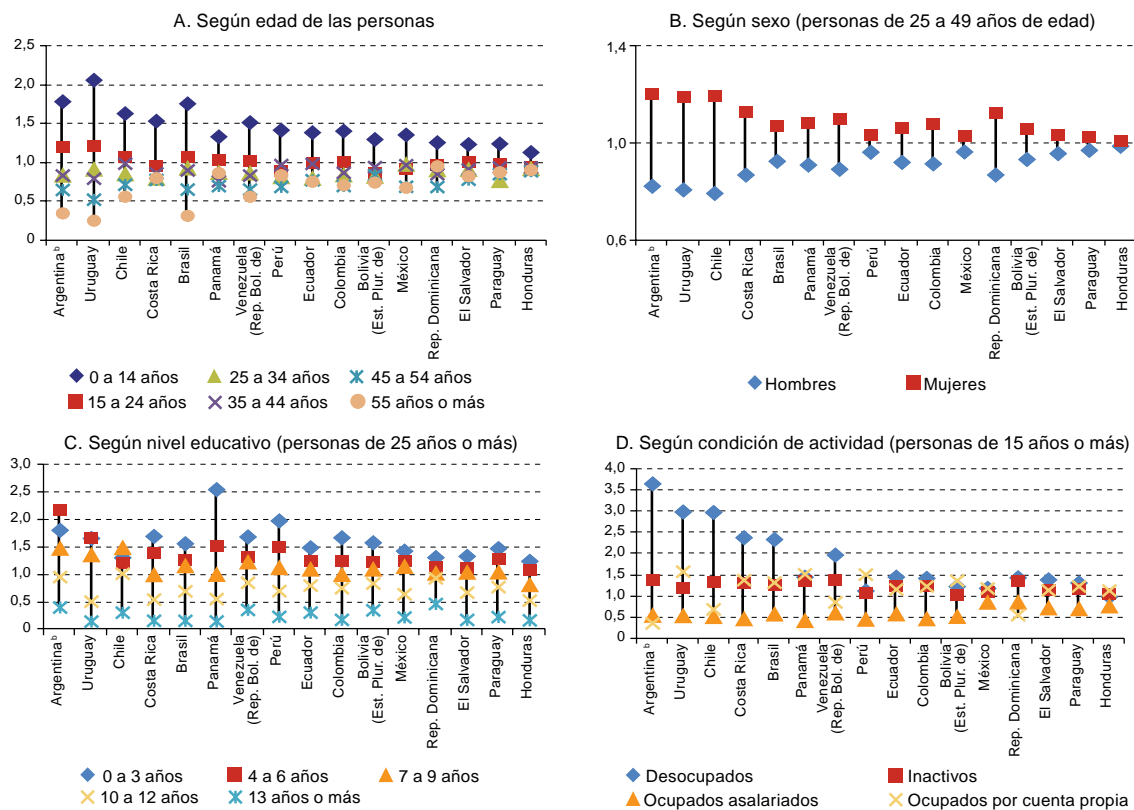 A. Según edad de las personas
2,5
2,0
1,5
1,0
0,5
0
Argentina b
Uruguay
Chile
Costa Rica
Brasil
Panamá
Venezuela
(Rep. Bol. de)
Perú
Ecuador
Colombia
Bolivia
(Est. Plur. de)
México
Rep. Dominicana
El Salvador
Paraguay
Honduras
0 a 14 años
25 a 34 años
45 a 54 años
15 a 24 años
35 a 44 años
55 años o más
B. Según sexo (personas de 25 a 49 años de edad)
1,4
1,0
0,6
Argentina b
Uruguay
Chile
Costa Rica
Brasil
Panamá
Venezuela
(Rep. Bol. de)
Perú
Ecuador
Colombia
México
Rep. Dominicana
Bolivia
(Est. Plur. de)
El Salvador
Paraguay
Honduras
Hombres
Mujeres
C. Según nivel educativo (personas de 25 años o más)
3,0
2,5
2,0
1,5
1,0
0,5
0
Argentina b
Uruguay
Chile
Costa Rica
Brasil
Panamá
Venezuela
(Rep. Bol. de)
Perú
Ecuador
Colombia
Bolivia
(Est. Plur. de)
México
Rep. Dominicana
El Salvador
Paraguay
Honduras
0 a 3 años
4 a 6 años
7 a 9 años
10 a 12 años
13 años o más
D. Según condición de actividad (personas de 15 años o más)
4,0
3,5
3,0
2,5
2,0
1,5
1,0
0,5
0
Argentina b
Uruguay
Chile
Costa Rica
Brasil
Panamá
Venezuela
(Rep. Bol. de)
Perú
Ecuador
Colombia
Bolivia
(Est. Plur. de)
México
Rep. Dominicana
El Salvador
Paraguay
Honduras
Desocupados
Inactivos
Ocupados asalariados
Ocupados por cuenta propia